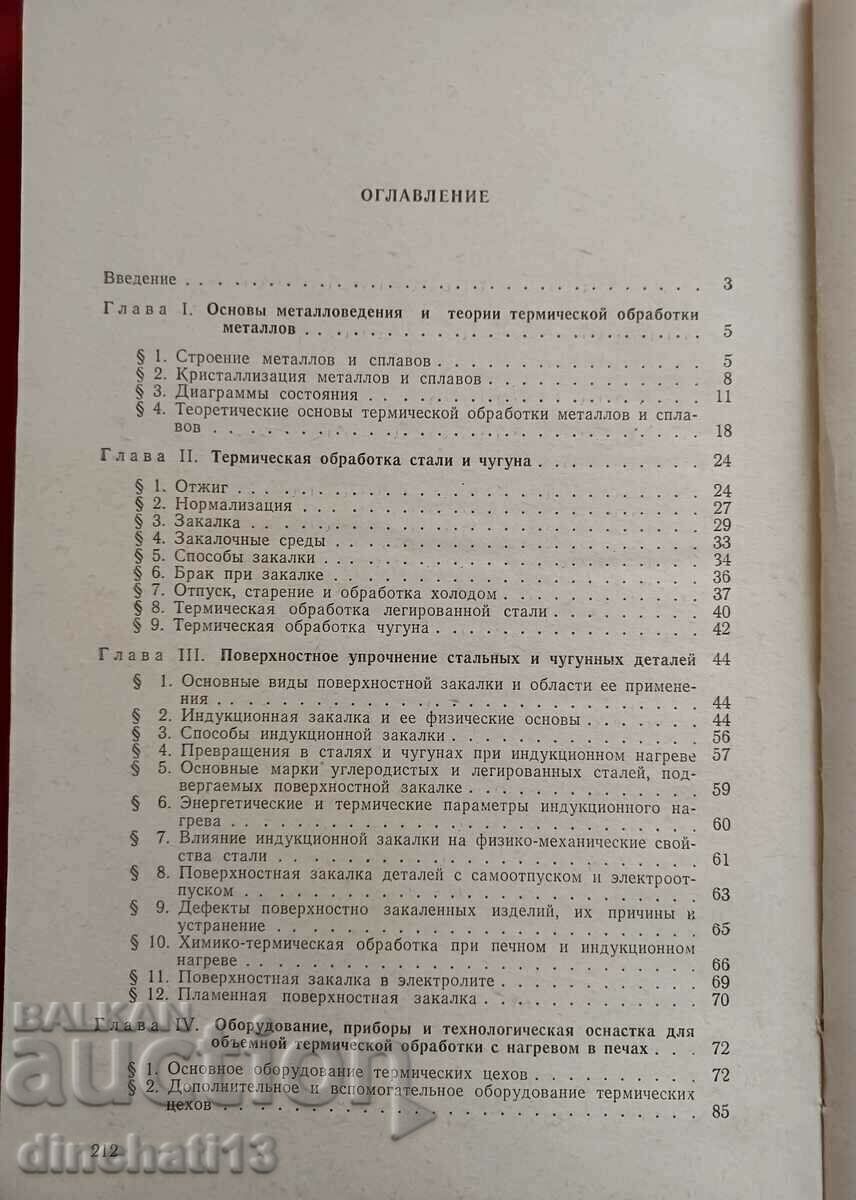 ОГЛАВЛЕНИЕ
Введение . . . . . . . . . . . . . . . . . . . . 3
Глава I. Основы металловедения и теории термической обработки
металлов . . . . . . . . . . . . . . . . 5
§ 1. Строение металлов и сплавов . . . . . . . . . . 5
§ 2. Кристаллизация металлов и сплавов . . . . . . . . 8
§ 3. Диаграммы состояния . . . . . . . . . . . . . 11
§ 4. Теоретические основы термической обработки металлов и спла-
вов . . . . . . . . . . . . . . . . . . 18
Глава II. Термическая обработка стали и чугуна . . . . . . . . . 24
§ 1. Отжиг . . . . . . . . . . . . . . . . . 24
§ 2. Нормализация . . . . . . . . . . . . . . . 27
§ 3. Закалка . . . . . . . . . . . . . . . . . 29
§ 4. Закалочные среды . . . . . . . . . . . . . . 33
§ 5. Способы закалки . . . . . . . . . . . . . . 34
§ 6. Брак при закалке . . . . . . . . . . . . . . 36
§ 7. Отпуск, старение и обработка холодом . . . . . . . . 37
§ 8. Термическая обработка легированной стали . . . . . . 40
§ 9. Термическая обработка чугуна . . . . . . . . . . 42
Глава III. Поверхностное упрочнение стальных и чугунных деталей 44
§ 1. Основные виды поверхностной закалки и области ее примене-
ния . . . . . . . . . . . . . . . . . . 44
§ 2. Индукционная закалка и ее физические основы . . . . . 44
§ 3. Способы индукционной закалки . . . . . . . . . . 56
§ 4. Превращения в сталях и чугунах при индукционном нагреве 57
§ 5. Основные марки углеродистых и легированных сталей, под-
вергаемых поверхностной закалке . . . . . . . . . 59
§ 6. Энергетические и термические параметры индукционного на-
грева . . . . . . . . . . . . . . . . . 60
§ 7. Влияние индукционной закалки на физико-механические свой-
ства стали . . . . . . . . . . . . . . . . 61
§ 8. Поверхностная закалка деталей с самоотпуском и электроот-
пуском . . . . . . . . . . . . . . . . . 63
§ 9. Дефекты поверхностно закаленных изделий, их причины и
устранение . . . . . . . . . . . . . . . . 65
§ 10. Химико-термическая обработка при печном и индукционном
нагреве . . . . . . . . . . . . . . . . . 66
§ 11. Поверхностная закалка в электролите . . . . . . . . 69
§ 12. Пламенная поверхностная закалка . . . . . . . . . 70
Глава IV. Оборудование, приборы и технологическая оснастка для
объемной термической обработки с нагревом в печах . . . 72
§ 1. Основное оборудование термических цехов . . . . . . . 72
§ 2. Дополнительное и вспомогательное оборудование термических
цехов . . . . . . . . . . . . . . . . . 85
212
BALKAN
auction
dinchati13